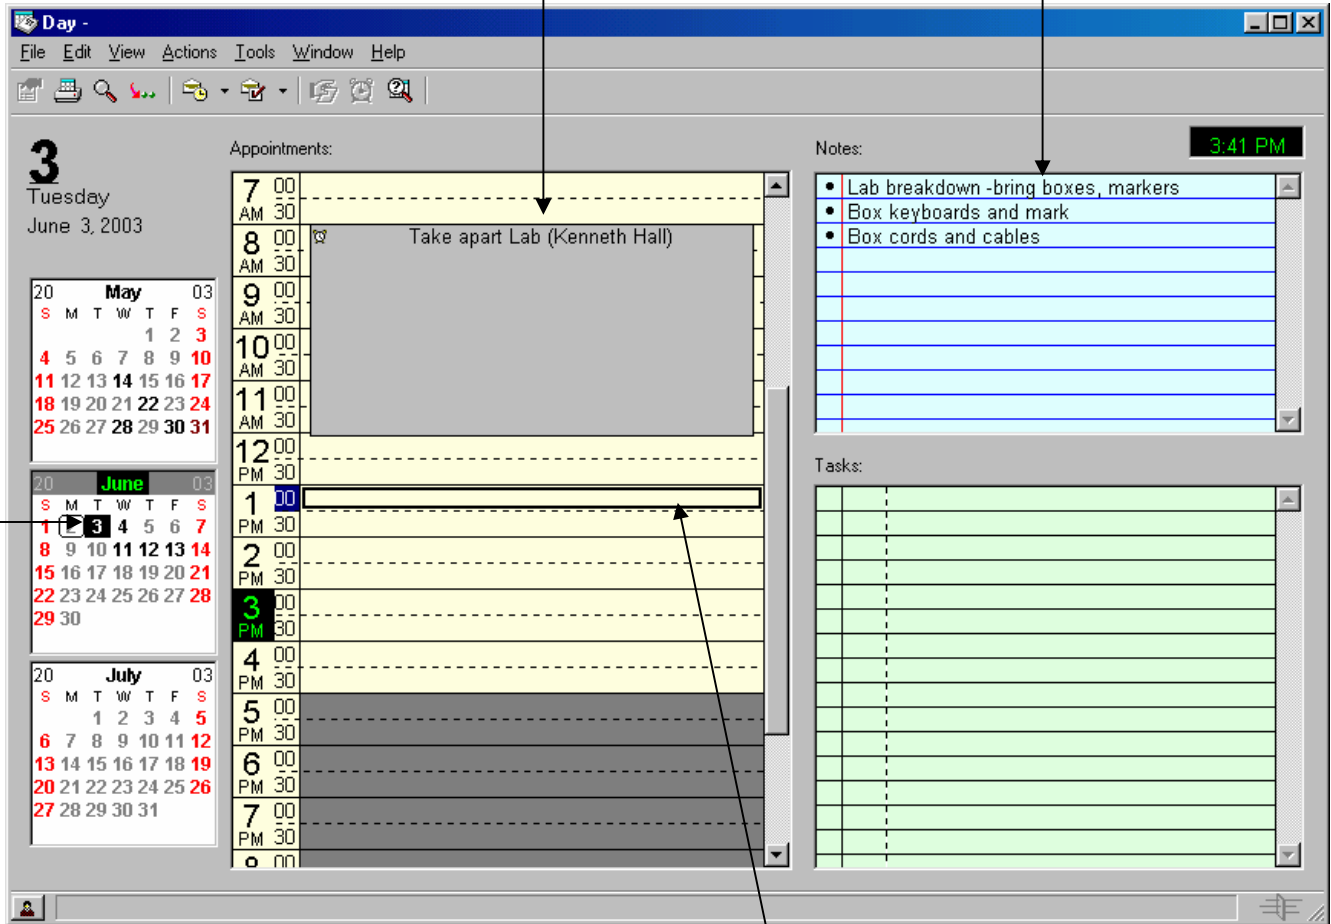 Day -
File Edit View Actions Tools Window Help
3
Tuesday
June 3, 2003
20 May 03
S M T W T F S
1 2 3
4 5 6 7 8 9 10
11 12 13 14 15 16 17
18 19 20 21 22 23 24
25 26 27 28 29 30 31
20 June 03
S M T W T F S
1 2 3 4 5 6 7
8 9 10 11 12 13 14
15 16 17 18 19 20 21
22 23 24 25 26 27 28
29 30
20 July 03
S M T W T F S
1 2 3 4 5
6 7 8 9 10 11 12
13 14 15 16 17 18 19
20 21 22 23 24 25 26
27 28 29 30 31
Appointments:
7 00
AM 30
8 00 Take apart Lab (Kenneth Hall)
AM 30
9 00
AM 30
10 00
AM 30
11 00
AM 30
12 00
PM 30
1 00
PM 30
2 00
PM 30
3 00
PM 30
4 00
PM 30
5 00
PM 30
6 00
PM 30
7 00
PM 30
8 00
Notes:
3:41 PM
• Lab breakdown -bring boxes, markers
• Box keyboards and mark
• Box cords and cables
Tasks: